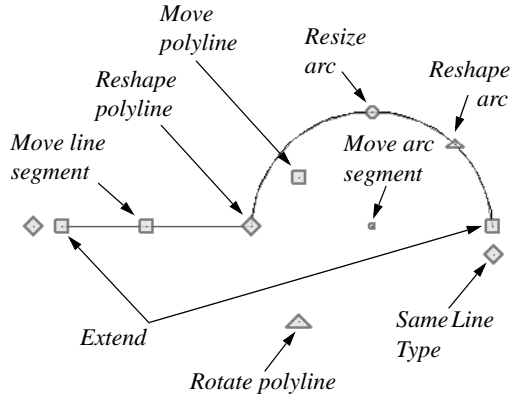 Move
polyline
Resize
arc
Reshape
polyline
Reshape
arc
Move line
segment
Move arc
segment
Extend
Same Line
Type
Rotate polyline